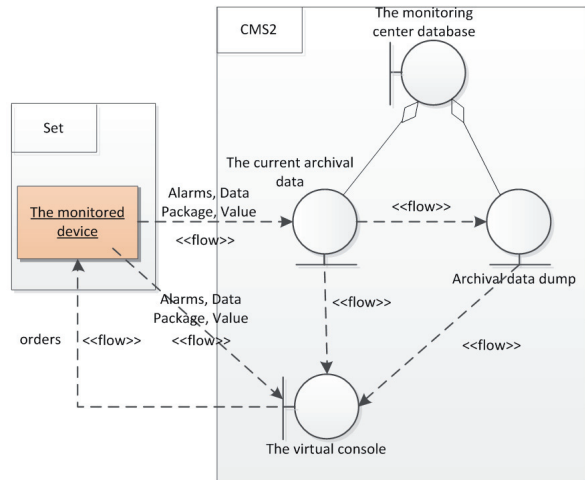 CMS2
The monitoring
center database
Set
The current archival
data
Alarms, Data
Package, Value
<<flow>>
<<flow>>
The monitored
device
Archival data dump
Alarms, Data
Package, Value
<<flow>>
<<flow>>
orders
<<flow>>
<<flow>>
The virtual console